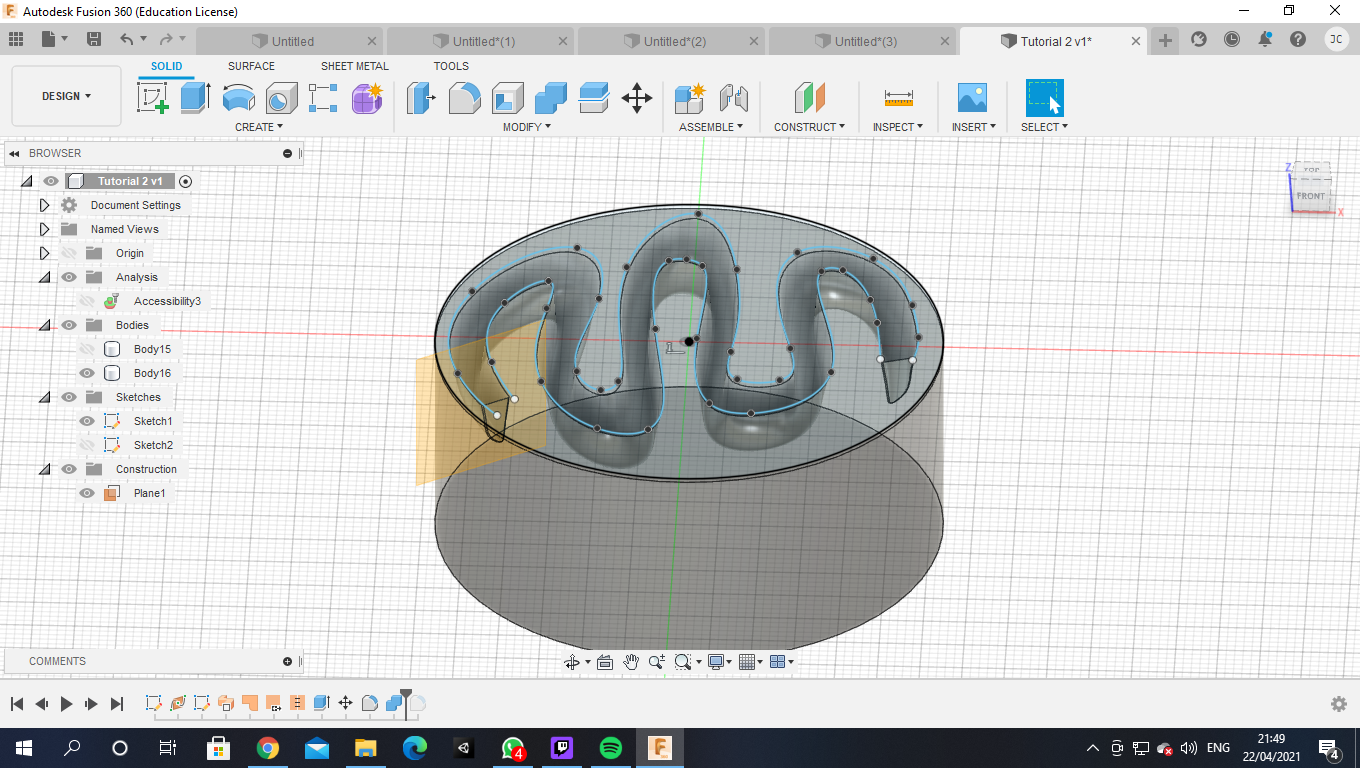 Autodesk Fusion 360 (Education License)
Untitled
Untitled*(1)
Untitled*(2)
Untitled*(3)
Tutorial 2 v1*
JC
DESIGN
SOLID
SURFACE
SHEET METAL
TOOLS
CREATE
MODIFY
ASSEMBLE
CONSTRUCT
INSPECT
INSERT
SELECT
BROWSER
Tutorial 2 v1
Document Settings
Named Views
Origin
Analysis
Accessibility3
Bodies
Body15
Body16
Sketches
Sketch1
Sketch2
Construction
Plane1
Z
TOP
FRONT
X
COMMENTS
4
ENG
21:49
22/04/2021
4